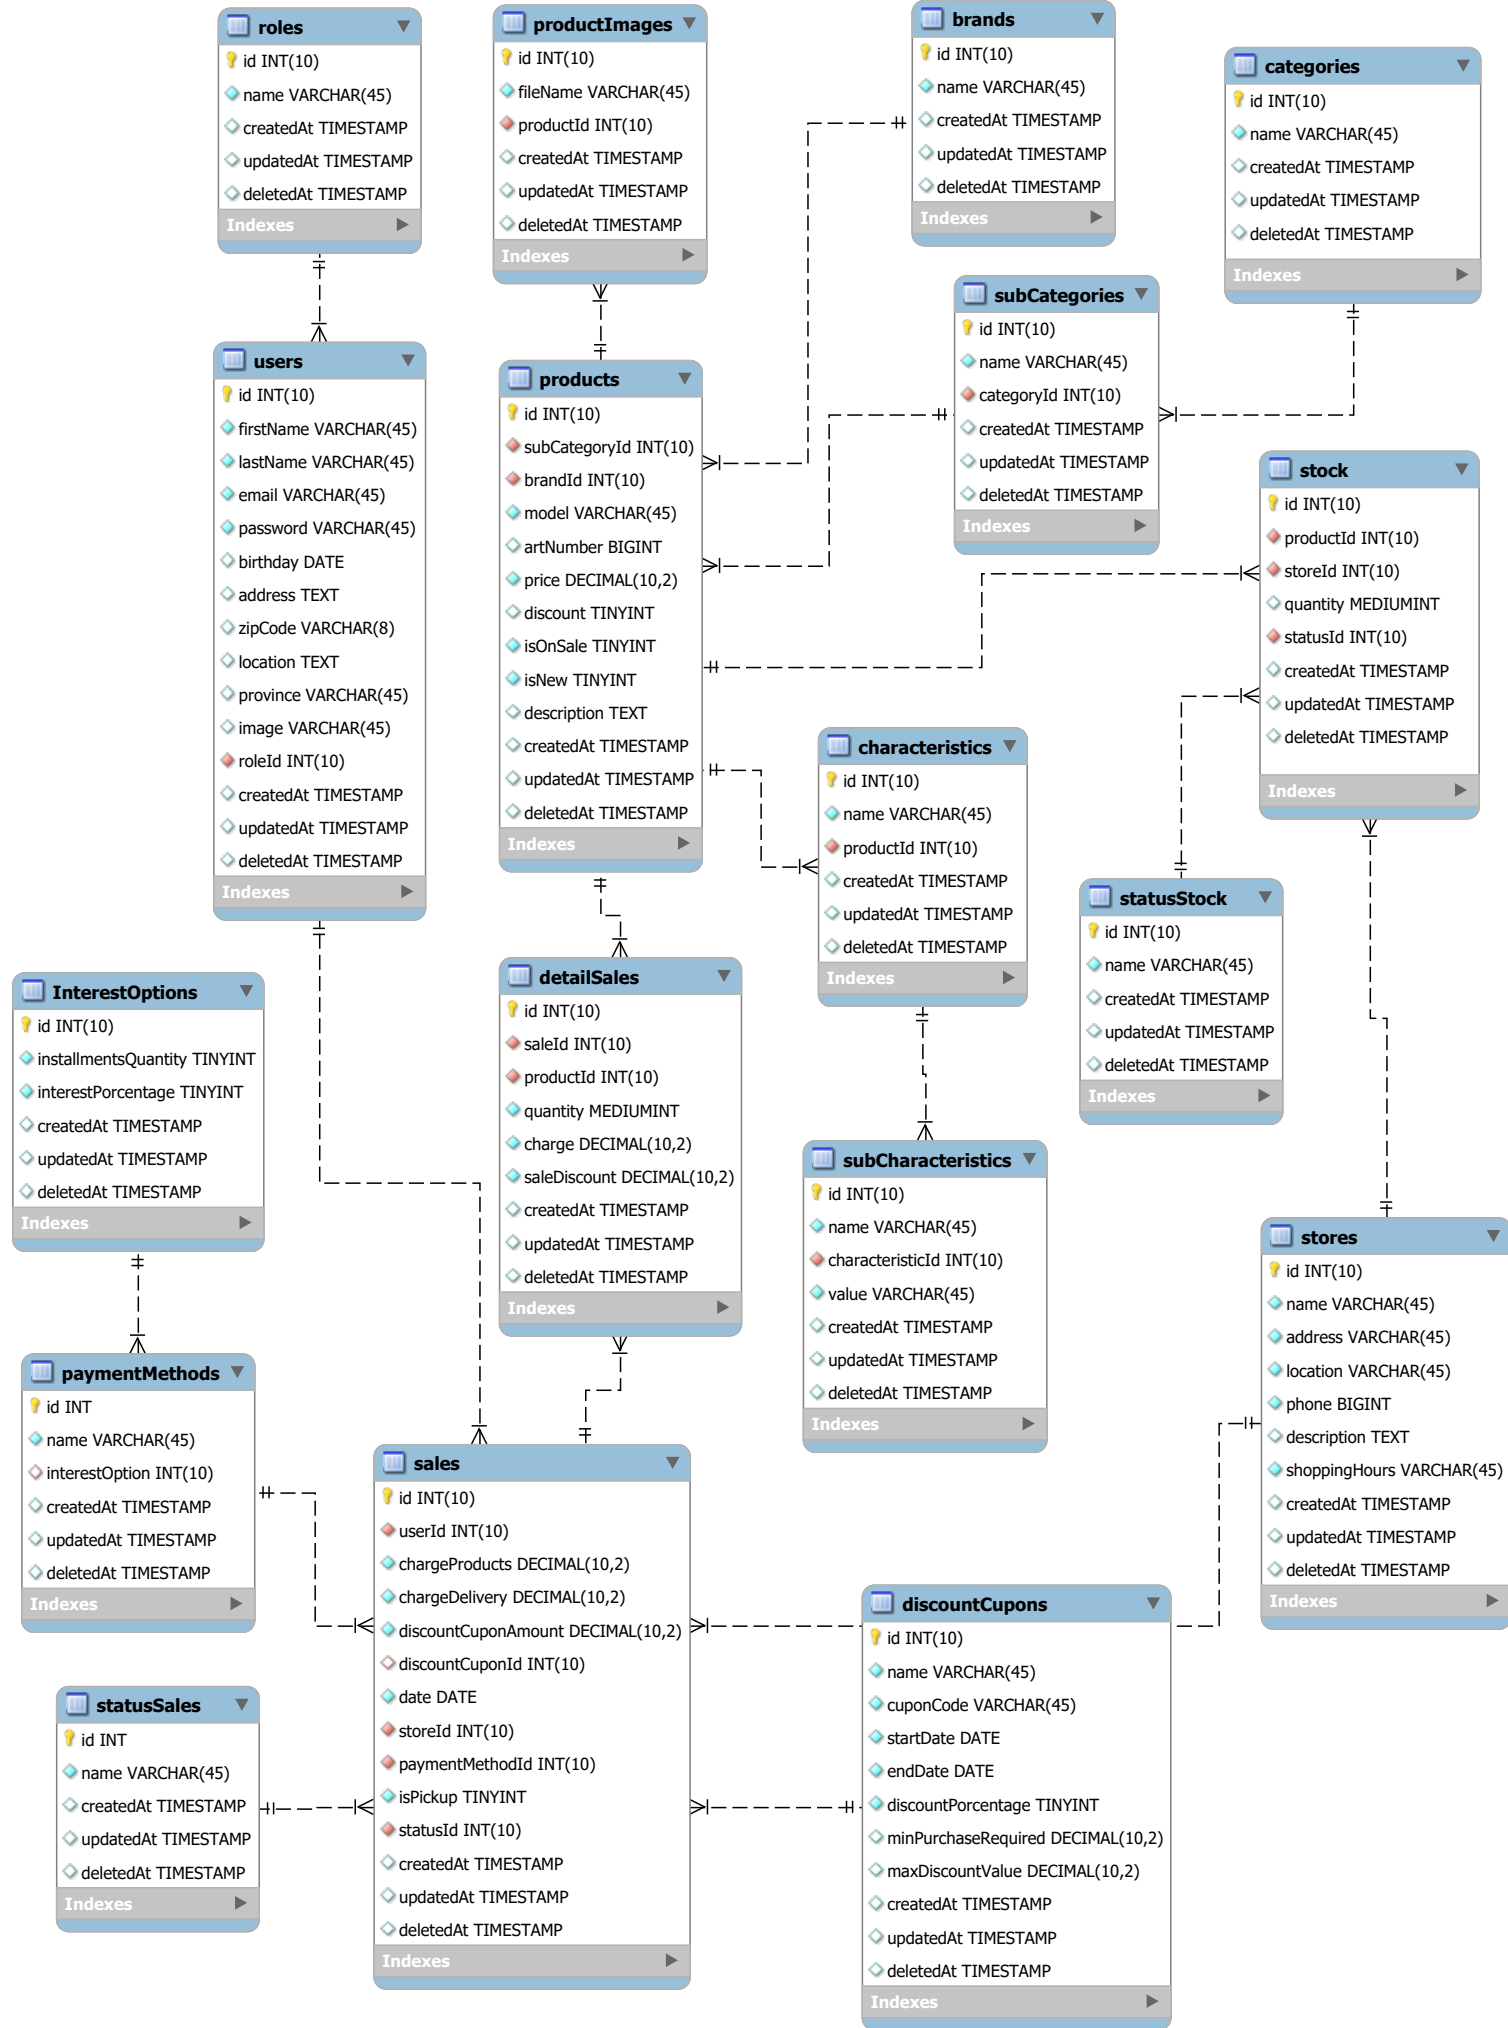 roles
id INT(10)
name VARCHAR(45)
createdAt TIMESTAMP
updatedAt TIMESTAMP
deletedAt TIMESTAMP
Indexes
productImages
id INT(10)
fileName VARCHAR(45)
productId INT(10)
createdAt TIMESTAMP
updatedAt TIMESTAMP
deletedAt TIMESTAMP
Indexes
brands
id INT(10)
name VARCHAR(45)
createdAt TIMESTAMP
updatedAt TIMESTAMP
deletedAt TIMESTAMP
Indexes
categories
id INT(10)
name VARCHAR(45)
createdAt TIMESTAMP
updatedAt TIMESTAMP
deletedAt TIMESTAMP
Indexes
subCategories
id INT(10)
name VARCHAR(45)
categoryId INT(10)
createdAt TIMESTAMP
updatedAt TIMESTAMP
deletedAt TIMESTAMP
Indexes
users
id INT(10)
firstName VARCHAR(45)
lastName VARCHAR(45)
email VARCHAR(45)
password VARCHAR(45)
birthday DATE
address TEXT
zipCode VARCHAR(8)
location TEXT
province VARCHAR(45)
image VARCHAR(45)
roleId INT(10)
createdAt TIMESTAMP
updatedAt TIMESTAMP
deletedAt TIMESTAMP
Indexes
products
id INT(10)
subCategoryId INT(10)
brandId INT(10)
model VARCHAR(45)
artNumber BIGINT
price DECIMAL(10,2)
discount TINYINT
isOnSale TINYINT
isNew TINYINT
description TEXT
createdAt TIMESTAMP
updatedAt TIMESTAMP
deletedAt TIMESTAMP
Indexes
stock
id INT(10)
productId INT(10)
storeId INT(10)
quantity MEDIUMINT
statusId INT(10)
createdAt TIMESTAMP
updatedAt TIMESTAMP
deletedAt TIMESTAMP
Indexes
characteristics
id INT(10)
name VARCHAR(45)
productId INT(10)
createdAt TIMESTAMP
updatedAt TIMESTAMP
deletedAt TIMESTAMP
Indexes
statusStock
id INT(10)
name VARCHAR(45)
createdAt TIMESTAMP
updatedAt TIMESTAMP
deletedAt TIMESTAMP
Indexes
InterestOptions
id INT(10)
installmentsQuantity TINYINT
interestPorcentage TINYINT
createdAt TIMESTAMP
updatedAt TIMESTAMP
deletedAt TIMESTAMP
Indexes
detailSales
id INT(10)
saleId INT(10)
productId INT(10)
quantity MEDIUMINT
charge DECIMAL(10,2)
saleDiscount DECIMAL(10,2)
createdAt TIMESTAMP
updatedAt TIMESTAMP
deletedAt TIMESTAMP
Indexes
subCharacteristics
id INT(10)
name VARCHAR(45)
characteristicId INT(10)
value VARCHAR(45)
createdAt TIMESTAMP
updatedAt TIMESTAMP
deletedAt TIMESTAMP
Indexes
stores
id INT(10)
name VARCHAR(45)
address VARCHAR(45)
location VARCHAR(45)
phone BIGINT
description TEXT
shoppingHours VARCHAR(45)
createdAt TIMESTAMP
updatedAt TIMESTAMP
deletedAt TIMESTAMP
Indexes
paymentMethods
id INT
name VARCHAR(45)
interestOption INT(10)
createdAt TIMESTAMP
updatedAt TIMESTAMP
deletedAt TIMESTAMP
Indexes
sales
id INT(10)
userId INT(10)
chargeProducts DECIMAL(10,2)
chargeDelivery DECIMAL(10,2)
discountCuponAmount DECIMAL(10,2)
discountCuponId INT(10)
date DATE
storeId INT(10)
paymentMethodId INT(10)
isPickup TINYINT
statusId INT(10)
createdAt TIMESTAMP
updatedAt TIMESTAMP
deletedAt TIMESTAMP
Indexes
discountCupons
id INT(10)
name VARCHAR(45)
cuponCode VARCHAR(45)
startDate DATE
endDate DATE
discountPorcentage TINYINT
minPurchaseRequired DECIMAL(10,2)
maxDiscountValue DECIMAL(10,2)
createdAt TIMESTAMP
updatedAt TIMESTAMP
deletedAt TIMESTAMP
Indexes
statusSales
id INT
name VARCHAR(45)
createdAt TIMESTAMP
updatedAt TIMESTAMP
deletedAt TIMESTAMP
Indexes